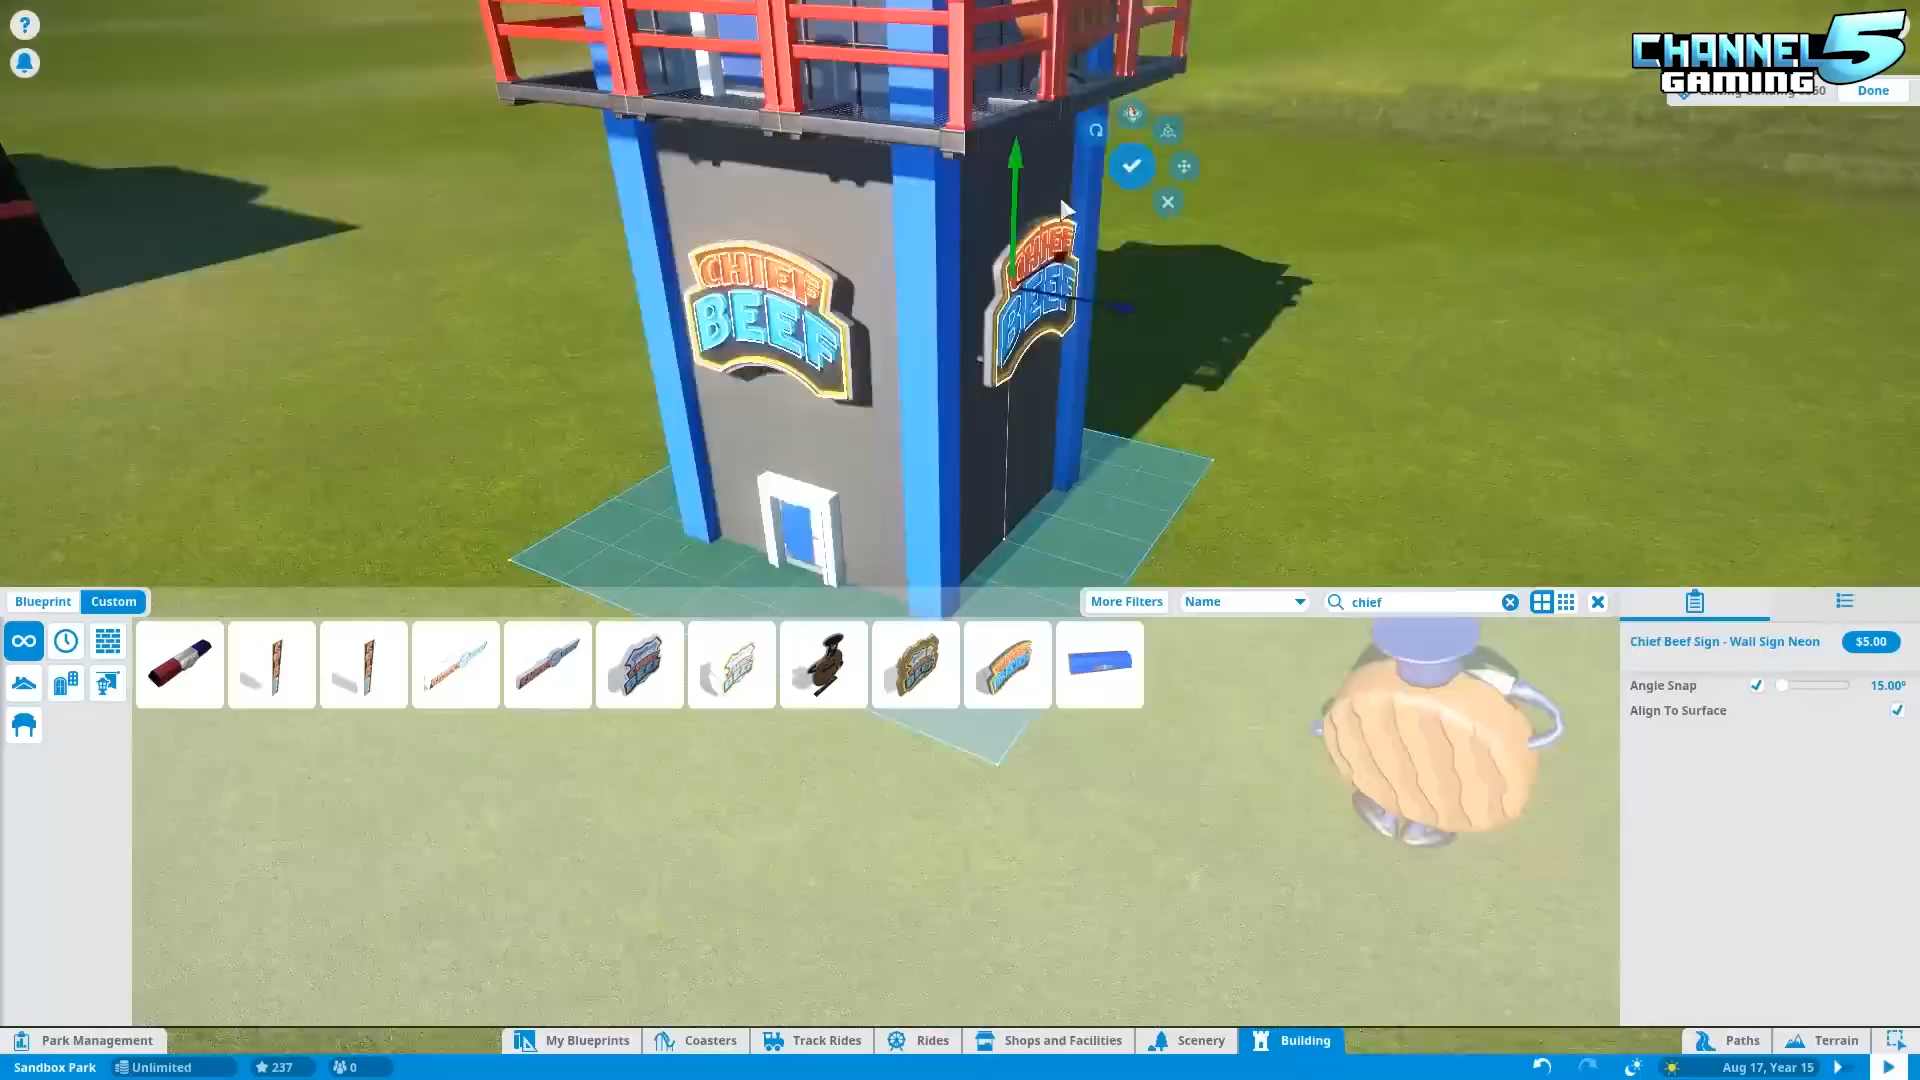 ?
CHANNEL 5
GAMING
Done
CHIEF
BEEF
CHIEF
BEEF
Blueprint
Custom
More Filters
Name
chief
Chief Beef Sign - Wall Sign Neon
$5.00
Angle Snap
15.00°
Align To Surface
Park Management
My Blueprints
Coasters
Track Rides
Rides
Shops and Facilities
Scenery
Building
Paths
Terrain
Sandbox Park
Unlimited
237
0
Aug 17, Year 15